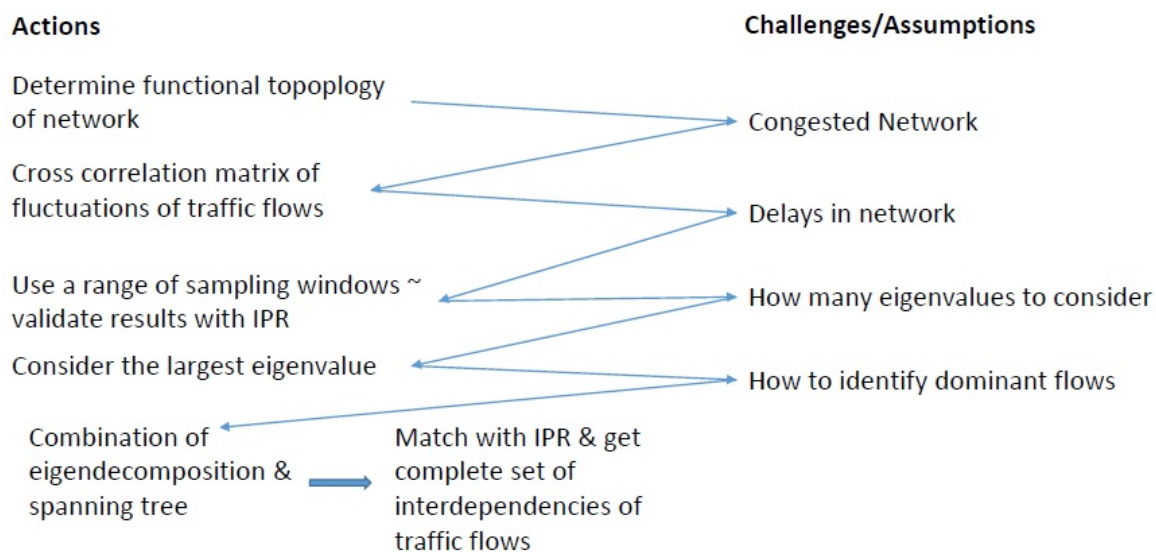 Actions
Challenges/Assumptions
Determine functional topoplogy
of network
Congested Network
Cross correlation matrix of
fluctuations of traffic flows
Delays in network
Use a range of sampling windows ~
validate results with IPR
How many eigenvalues to consider
Consider the largest eigenvalue
How to identify dominant flows
Combination of
eigendecomposition &
spanning tree
Match with IPR & get
complete set of
interdependencies of
traffic flows